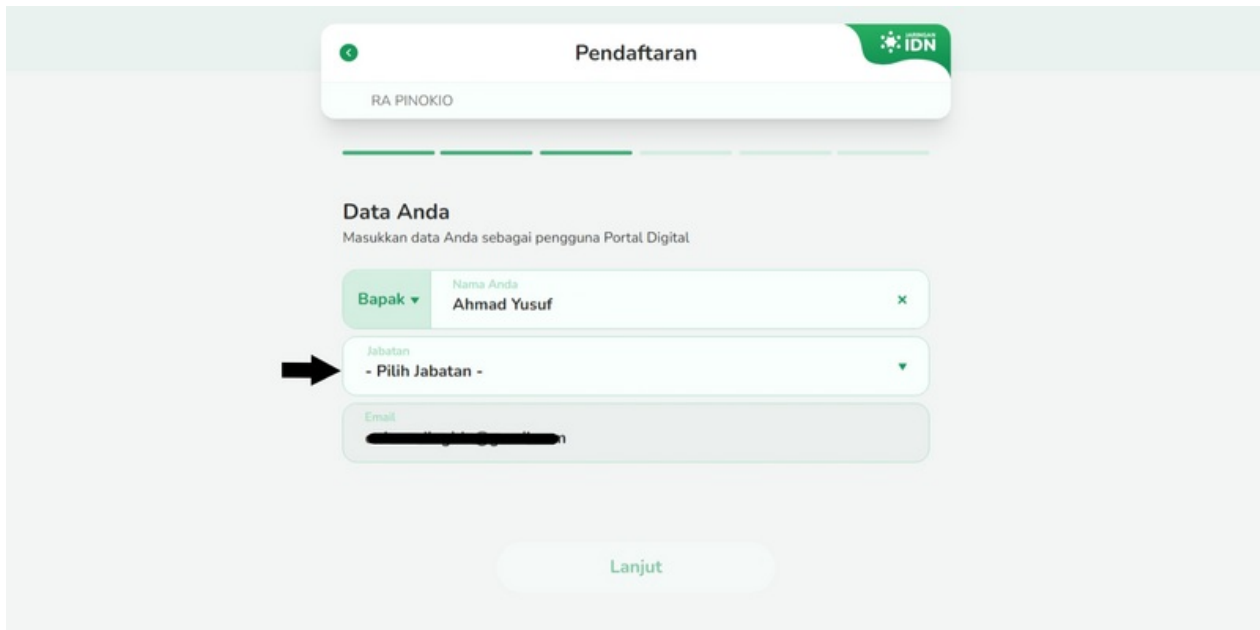 Pendaftaran
JARINGAN
IDN
RA PINOKIO
Data Anda
Masukkan data Anda sebagai pengguna Portal Digital
Bapak
Nama Anda
Ahmad Yusuf
Jabatan
- Pilih Jabatan -
Email
Lanjut